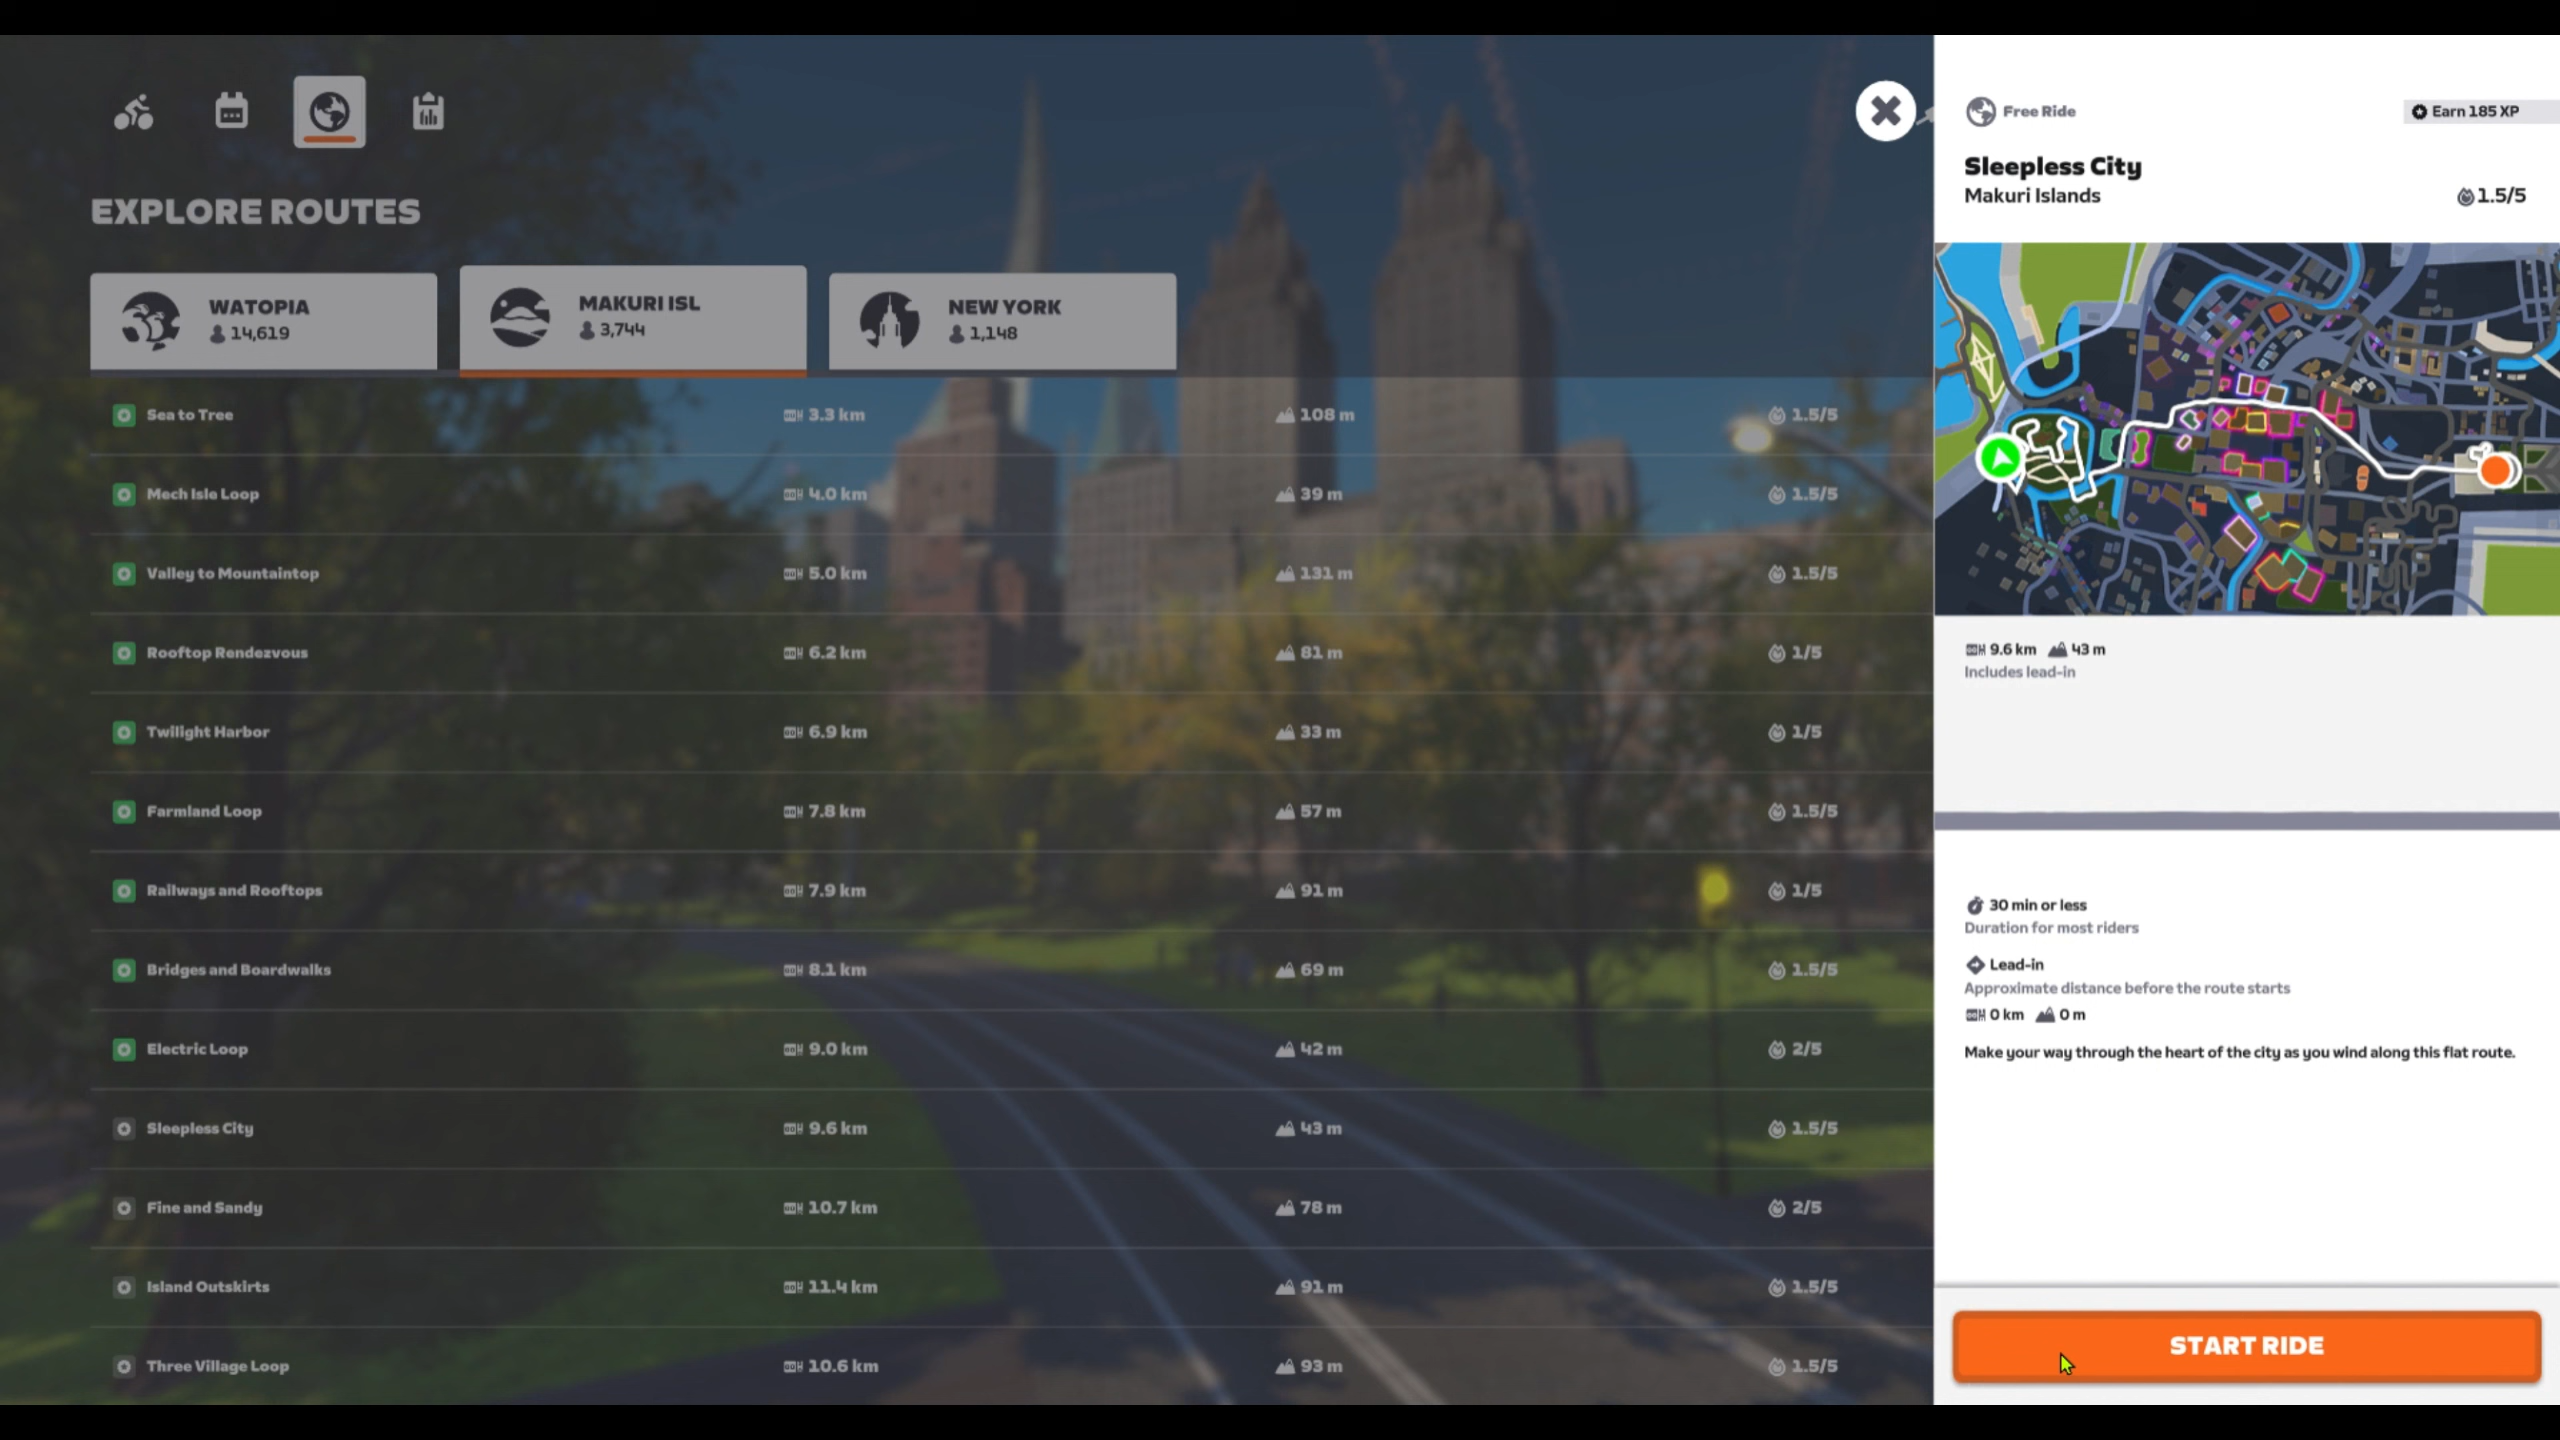 EXPLORE ROUTES
WATOPIA
14,619
MAKURI ISL
3,744
NEW YORK
1,148
Sea to Tree 3.3 km 108 m 1.5/5
Mech Isle Loop 4.0 km 39 m 1.5/5
Valley to Mountaintop 5.0 km 131 m 1.5/5
Rooftop Rendezvous 6.2 km 81 m 1/5
Twilight Harbor 6.9 km 33 m 1/5
Farmland Loop 7.8 km 57 m 1.5/5
Railways and Rooftops 7.9 km 91 m 1/5
Bridges and Boardwalks 8.1 km 69 m 1.5/5
Electric Loop 9.0 km 42 m 2/5
Sleepless City 9.6 km 43 m 1.5/5
Fine and Sandy 10.7 km 78 m 2/5
Island Outskirts 11.4 km 91 m 1.5/5
Three Village Loop 10.6 km 93 m 1.5/5
Free Ride Earn 185 XP
Sleepless City
Makuri Islands 1.5/5
9.6 km 43 m
Includes lead-in
30 min or less
Duration for most riders
Lead-in
Approximate distance before the route starts
0 km 0 m
Make your way through the heart of the city as you wind along this flat route.
START RIDE